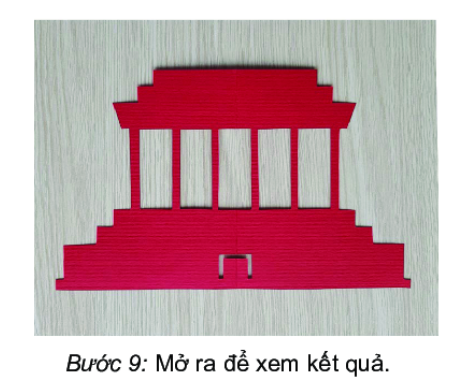 Bước 9: Mở ra để xem kết quả.